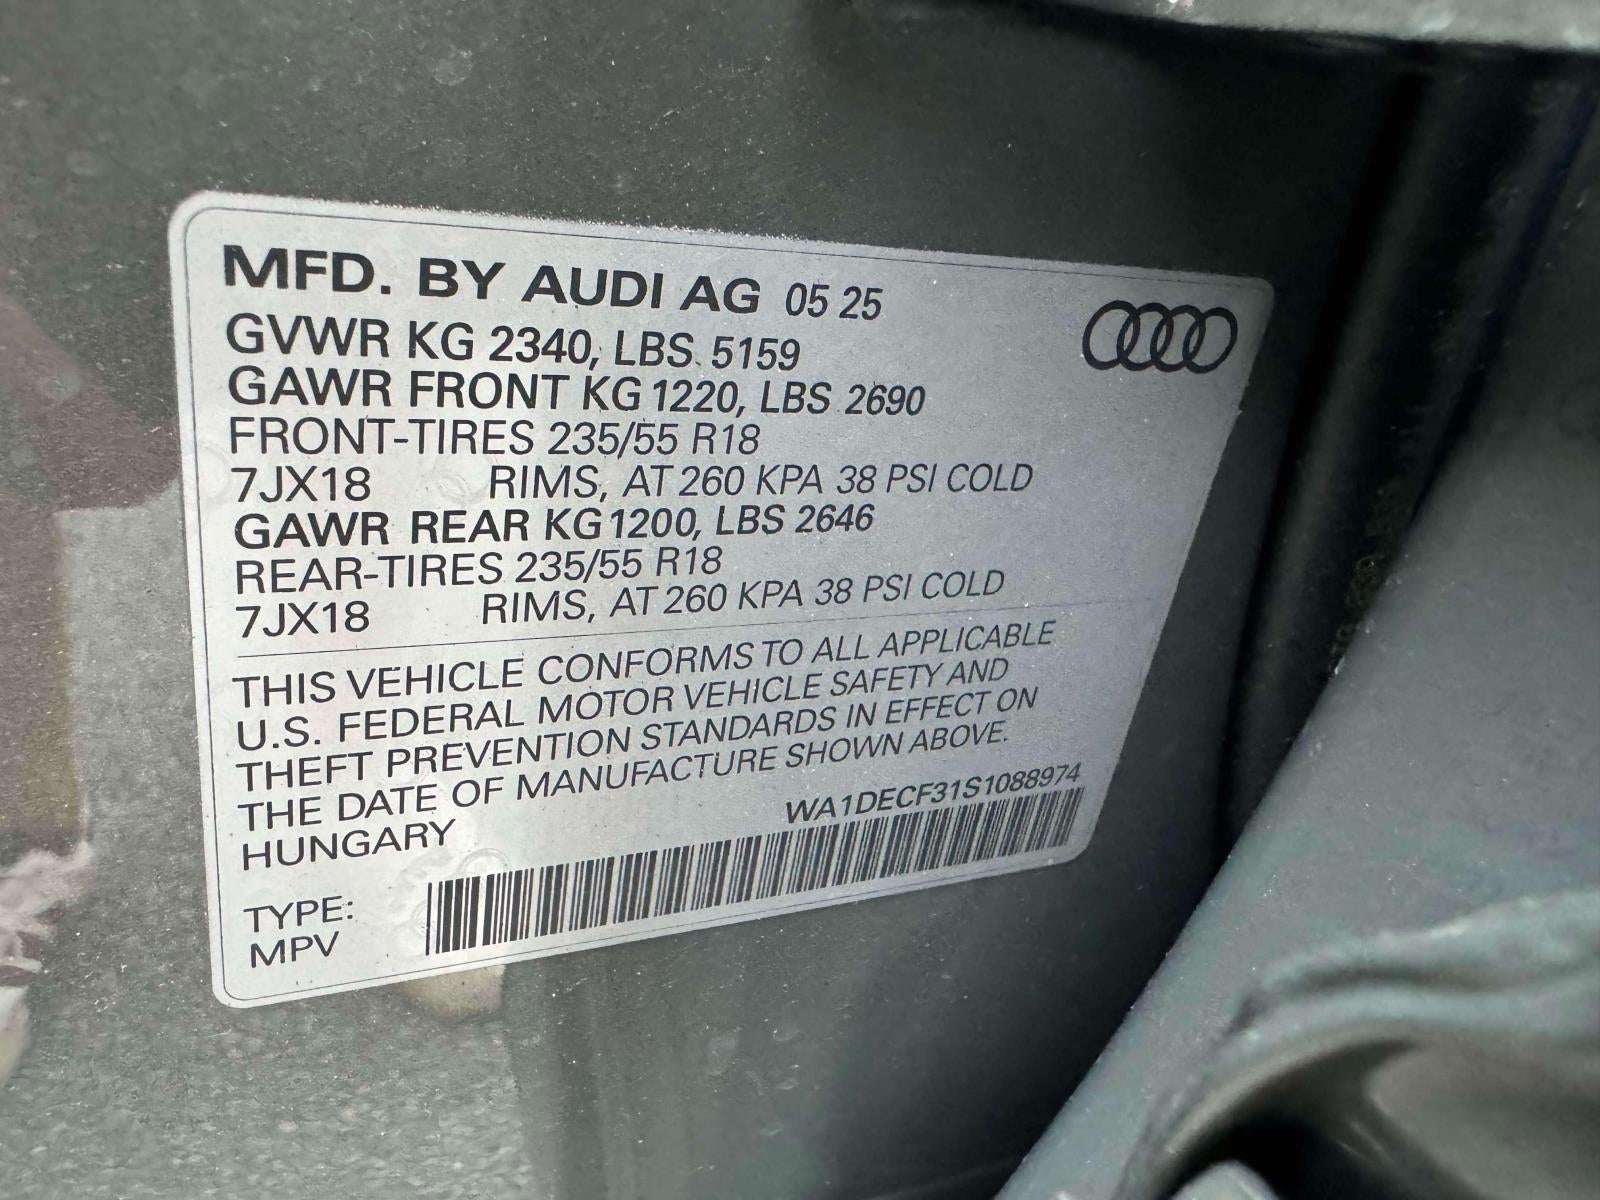 MFD. BY AUDI AG 05 25
GVWR KG 2340, LBS 5159
GAWR FRONT KG 1220, LBS 2690
FRONT-TIRES 235/55 R18
7JX18 RIMS, AT 260 KPA 38 PSI COLD
GAWR REAR KG 1200, LBS 2646
REAR-TIRES 235/55 R18
7JX18 RIMS, AT 260 KPA 38 PSI COLD
THIS VEHICLE CONFORMS TO ALL APPLICABLE
U.S. FEDERAL MOTOR VEHICLE SAFETY AND
THEFT PREVENTION STANDARDS IN EFFECT ON
THE DATE OF MANUFACTURE SHOWN ABOVE.
HUNGARY
WA1DECF31S1088974
TYPE:
MPV